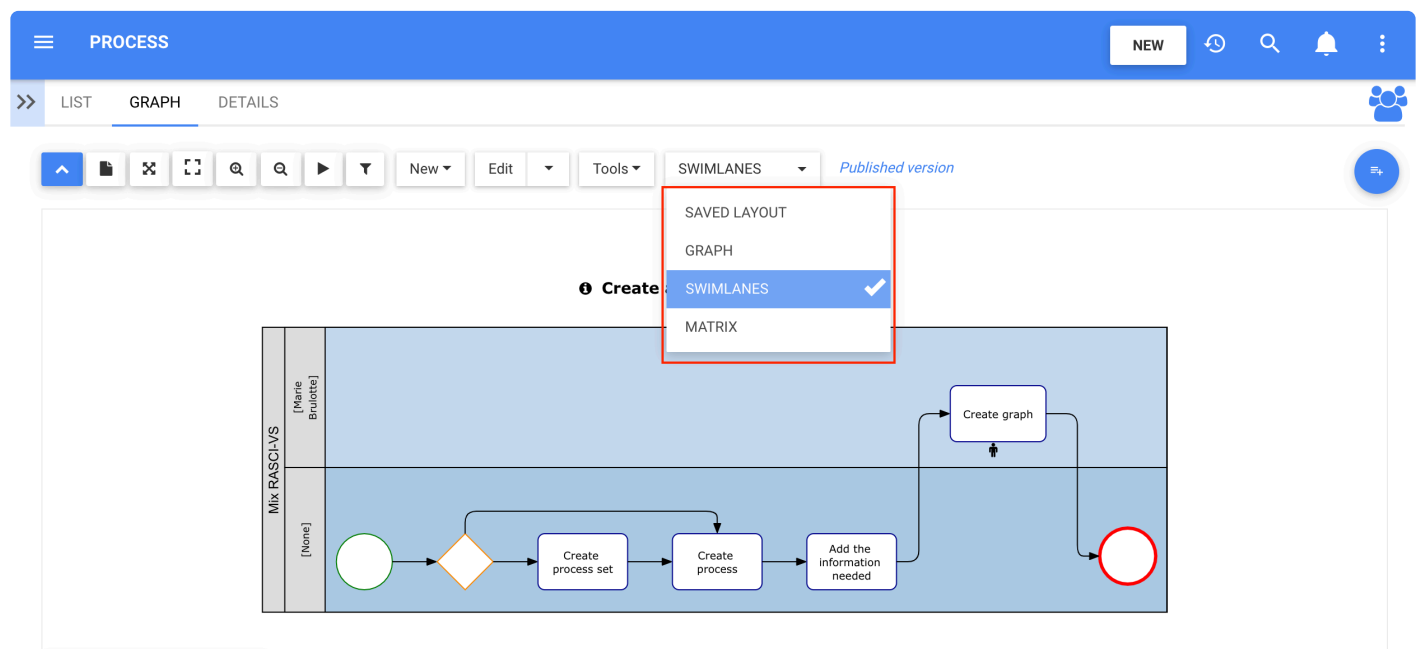 PROCESS
NEW
LIST
GRAPH
DETAILS
New
Edit
Tools
SWIMLANES
Published version
SAVED LAYOUT
GRAPH
SWIMLANES
MATRIX
Create
Mix RASCI-VS
[Marie
Brulotte]
[None]
Create graph
Create
process set
Create
process
Add the
information
needed